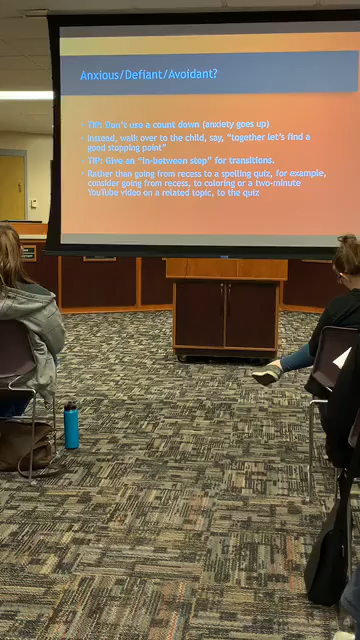 Anxious/Defiant/Avoidant?
• TIP: Don't use a count down (anxiety goes up)
• Instead, walk over to the child, say, "together let's find a
good stopping point"
• TIP: Give an "in-between step" for transitions.
• Rather than going from recess to a spelling quiz, for example,
consider going from recess, to coloring or a two-minute
YouTube video on a related topic, to the quiz